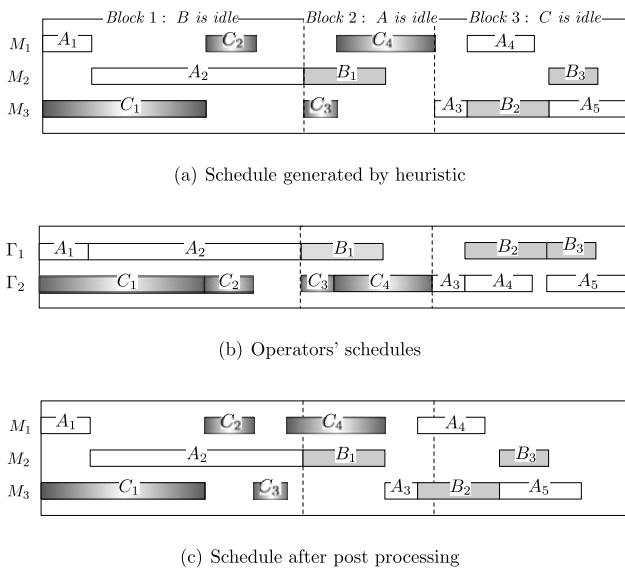 Block 1 : B is idle Block 2 : A is idle Block 3 : C is idle
M₁ A₁ C₂ C₄ A₄
M₂ A₂ B₁ B₃
M₃ C₁ C₃ A₃ B₂ A₅
(a) Schedule generated by heuristic
Γ₁ A₁ A₂ B₁ B₂ B₃
Γ₂ C₁ C₂ C₃ C₄ A₃ A₄ A₅
(b) Operators' schedules
M₁ A₁ C₂ C₄ A₄
M₂ A₂ B₁ B₃
M₃ C₁ C₃ A₃ B₂ A₅
(c) Schedule after post processing